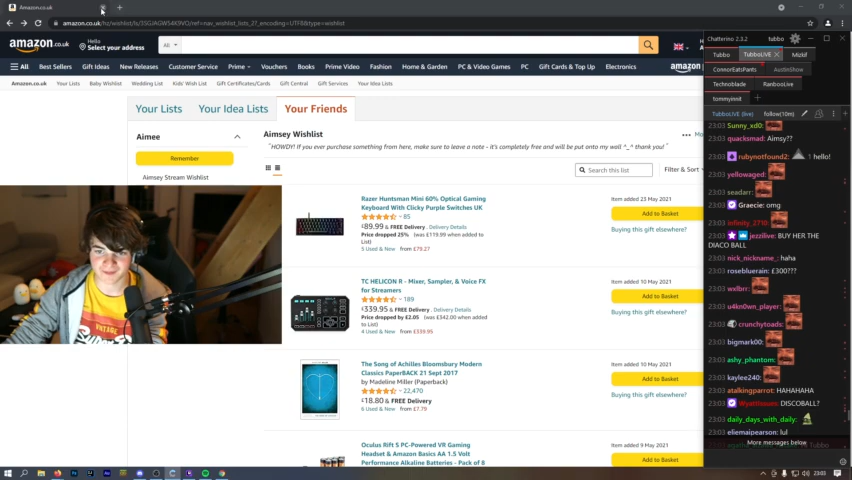 Amazon.co.uk
amazon.co.uk/hz/wishlist/ls/3SGJAGW54X9VO/ref=nav_wishlist_lists_2?_encoding=UTF8&type=wishlist
amazon.co.uk
Hello
Select your address
All
All
Best Sellers
Gift Ideas
New Releases
Customer Service
Prime
Vouchers
Books
Prime Video
Fashion
Home & Garden
PC & Video Games
Gift Cards & Top Up
Electronics
amazon
Amazon.co.uk
Your Lists
Baby Wishlist
Wedding List
Kids' Wish List
Gift Certificates/Cards
Gift Central
Gift Services
Your Idea Lists
Your Lists
Your Idea Lists
Your Friends
Aimee
Remember
Aimsey Stream Wishlist
Aimsey Wishlist
"HOWDY! If you ever purchase something from here, make sure to leave a note - it's completely free and will be put onto my wall ^_^ thank you!"
Search this list
Filter & Sort
Razer Huntsman Mini 60% Optical Gaming
Keyboard With Clicky Purple Switches UK
85
£89.99 & FREE Delivery. Delivery Details
Price dropped 25% (was £119.99 when added to
List)
5 Used & New from £79.27
Item added 23 May 2021
Add to Basket
Buying this gift elsewhere?
TC HELICON R - Mixer, Sampler, & Voice FX
for Streamers
189
£339.95 & FREE Delivery. Delivery Details
Price dropped by £2.05 (was £342.00 when added
to List)
4 Used & New from £339.95
Item added 10 May 2021
Add to Basket
Buying this gift elsewhere?
The Song of Achilles Bloomsbury Modern
Classics PaperBACK 21 Sept 2017
by Madeline Miller (Paperback)
22,470
£18.80 & FREE Delivery
6 Used & New from £7.79
Item added 10 May 2021
Add to Basket
Buying this gift elsewhere?
Oculus Rift S PC-Powered VR Gaming
Headset & Amazon Basics AA 1.5 Volt
Performance Alkaline Batteries - Pack of 8
Item added 9 May 2021
Add to Basket
VINTAGE
Chatterino 2.3.2
tubbo
Tubbo
TubboLIVE
Mizkif
ConnorEatsPants
AustinShow
Technoblade
RanbooLive
tommyinnit
TubboLIVE (live)
follow(10m)
23:03 Sunny_xd0:
23:03 quacksmad: Aimsy??
23:03 rubynotfound2: 1 hello!
23:03 yellowaged:
23:03 seadarr:
23:03 Graecie: omg
23:03 infinity_2710:
23:03 jezzilive: BUY HER THE
DIACO BALL
23:03 nick_nickname_: haha
23:03 rosebluerain: £300???
23:03 wxlbrr:
23:03 u4kn0wn_player:
23:03 crunchytoads:
23:03 bigmark00:
23:03 ashy_phantom:
23:03 kaylee240:
23:03 atalkingparrot: HAHAHAHA
23:03 DISCOBALL?
23:03 daily_days_with_daily:
23:03 eliemaipearson: lul
More messages below
23:03